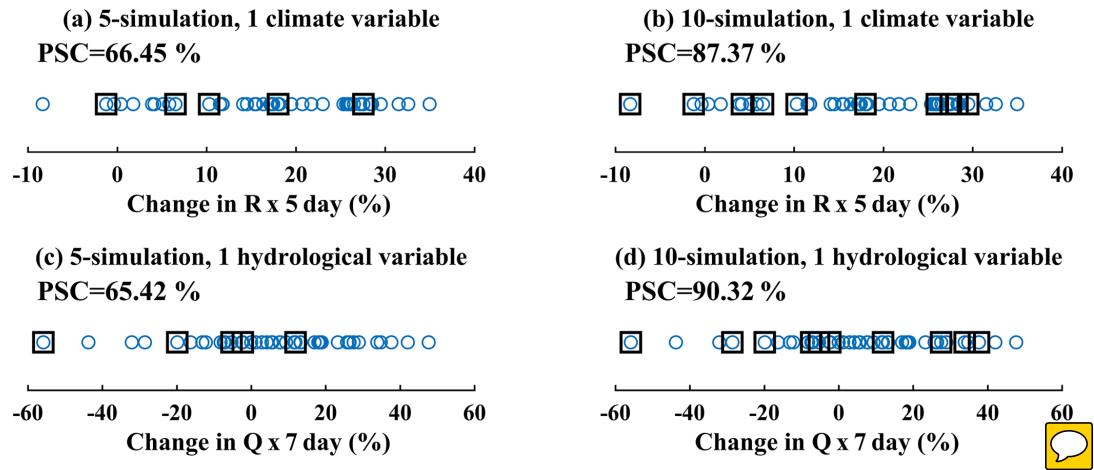 (a) 5-simulation, 1 climate variable
PSC=66.45 %
-10 0 10 20 30 40
Change in R x 5 day (%)
(b) 10-simulation, 1 climate variable
PSC=87.37 %
-10 0 10 20 30 40
Change in R x 5 day (%)
(c) 5-simulation, 1 hydrological variable
PSC=65.42 %
-60 -40 -20 0 20 40 60
Change in Q x 7 day (%)
(d) 10-simulation, 1 hydrological variable
PSC=90.32 %
-60 -40 -20 0 20 40 60
Change in Q x 7 day (%)